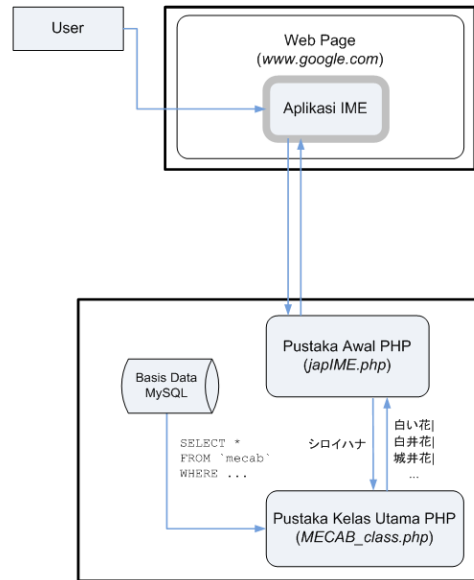 User
Web Page
(www.google.com)
Aplikasi IME
Pustaka Awal PHP
(japIME.php)
Basis Data
MySQL
SELECT *
FROM `mecab`
WHERE ...
シロイハナ
白い花|
白井花|
城井花|
...
Pustaka Kelas Utama PHP
(MECAB_class.php)